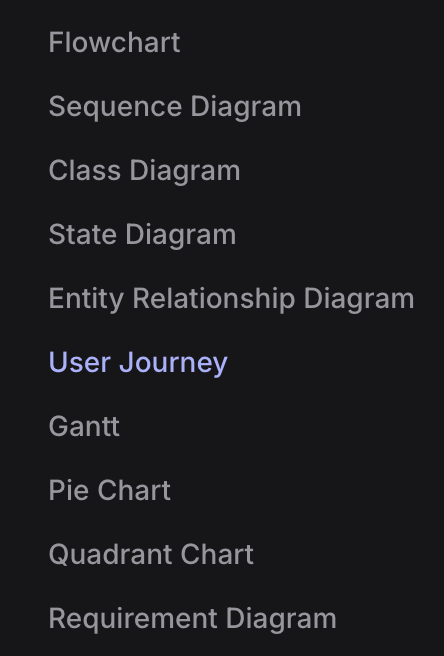 Flowchart
Sequence Diagram
Class Diagram
State Diagram
Entity Relationship Diagram
User Journey
Gantt
Pie Chart
Quadrant Chart
Requirement Diagram